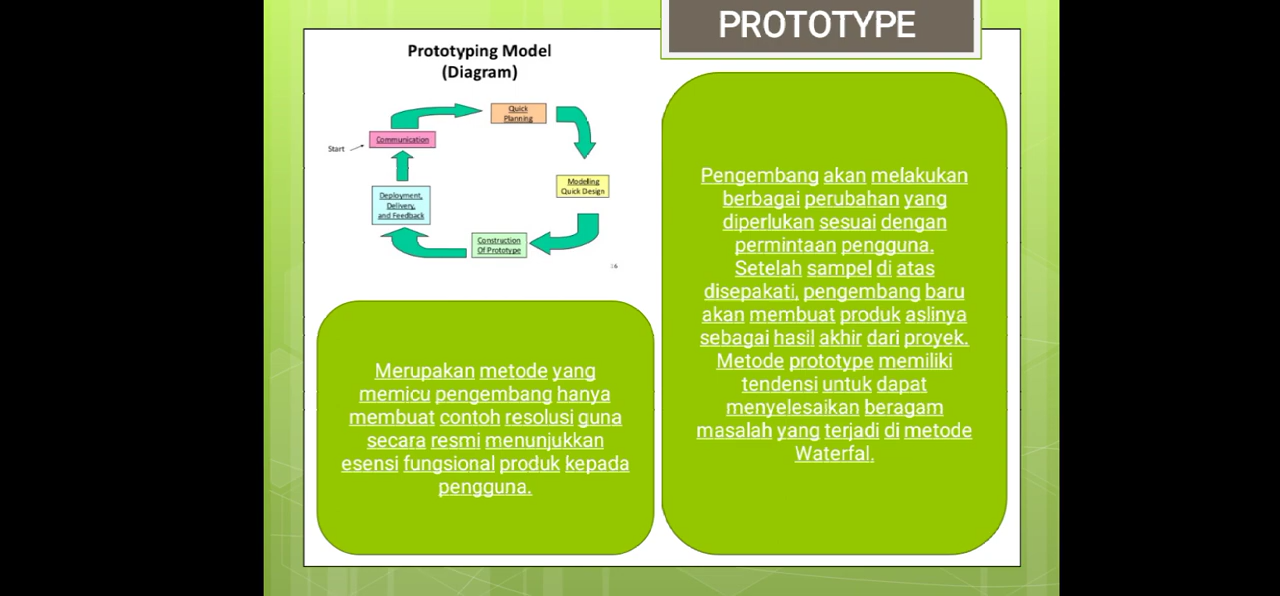 PROTOTYPE
Prototyping Model
(Diagram)
Quick
Planning
Communication
Start
Modelling
Quick Design
Deployment,
Delivery,
and Feedback
Construction
Of Prototype
16
Merupakan metode yang
memicu pengembang hanya
membuat contoh resolusi guna
secara resmi menunjukkan
esensi fungsional produk kepada
pengguna.
Pengembang akan melakukan
berbagai perubahan yang
diperlukan sesuai dengan
permintaan pengguna.
Setelah sampel di atas
disepakati, pengembang baru
akan membuat produk aslinya
sebagai hasil akhir dari proyek.
Metode prototype memiliki
tendensi untuk dapat
menyelesaikan beragam
masalah yang terjadi di metode
Waterfal.